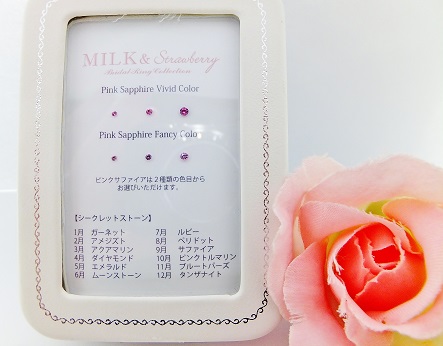 MILK & Strawberry
Bridal Ring Collection
Pink Sapphire Vivid Color
Pink Sapphire Fancy Color
ピンクサファイアは2種類の色目から
お選びいただけます。
【シークレットストーン】
1月 ガーネット 7月 ルビー
2月 アメジスト 8月 ペリドット
3月 アクアマリン 9月 サファイア
4月 ダイヤモンド 10月 ピンクトルマリン
5月 エメラルド 11月 ブルートパーズ
6月 ムーンストーン 12月 タンザナイト